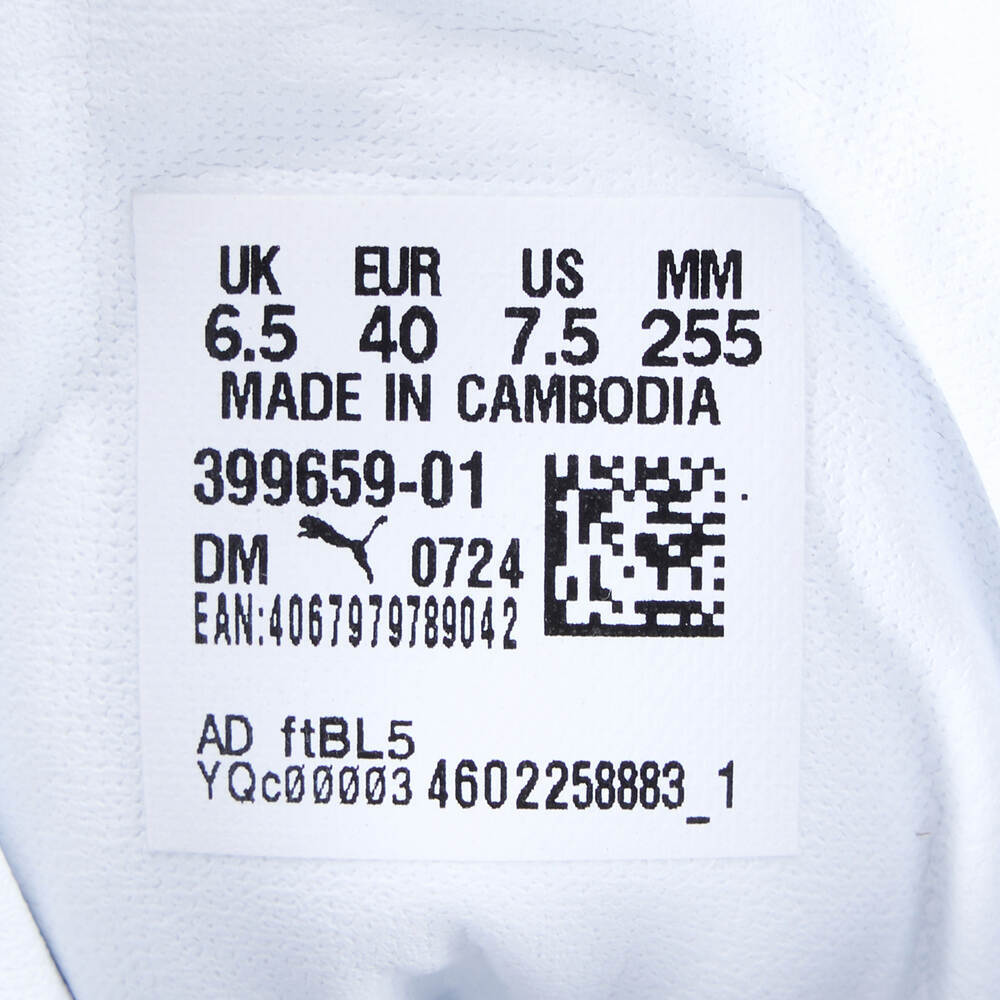 UK EUR US MM
6.5 40 7.5 255
MADE IN CAMBODIA
399659-01
DM 0724
EAN:4067979789042
AD ftBL5
YQc00003 4602258883_1